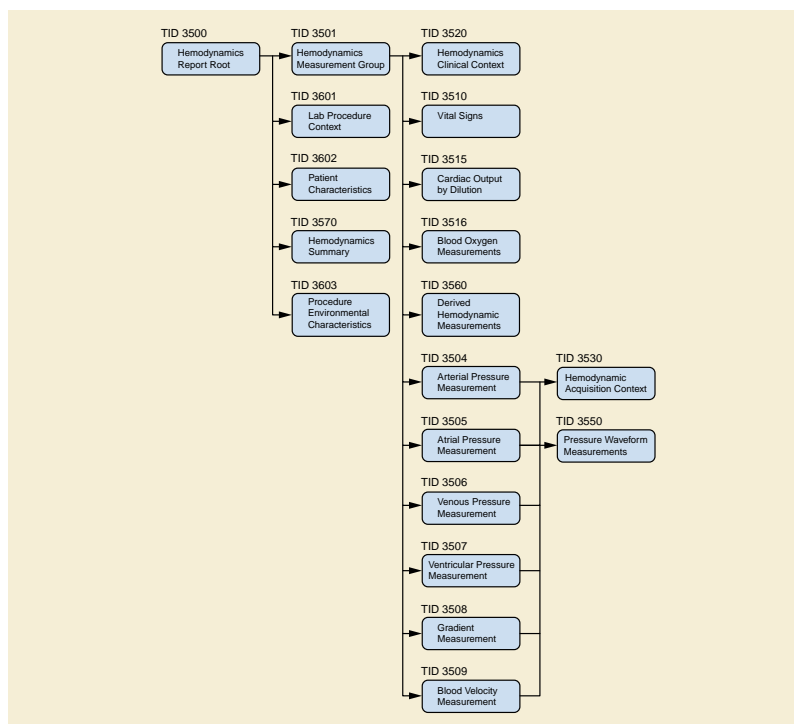 TID 3500
Hemodynamics
Report Root
TID 3501
Hemodynamics
Measurement Group
TID 3601
Lab Procedure
Context
TID 3602
Patient
Characteristics
TID 3570
Hemodynamics
Summary
TID 3603
Procedure
Environmental
Characteristics
TID 3520
Hemodynamics
Clinical Context
TID 3510
Vital Signs
TID 3515
Cardiac Output
by Dilution
TID 3516
Blood Oxygen
Measurements
TID 3560
Derived
Hemodynamic
Measurements
TID 3504
Arterial Pressure
Measurement
TID 3505
Atrial Pressure
Measurement
TID 3506
Venous Pressure
Measurement
TID 3507
Ventricular Pressure
Measurement
TID 3508
Gradient
Measurement
TID 3509
Blood Velocity
Measurement
TID 3530
Hemodynamic
Acquisition Context
TID 3550
Pressure Waveform
Measurements